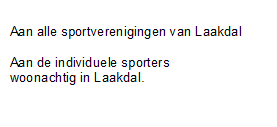 Aan alle sportverenigingen van Laakdal
Aan de individuele sporters
woonachtig in Laakdal.